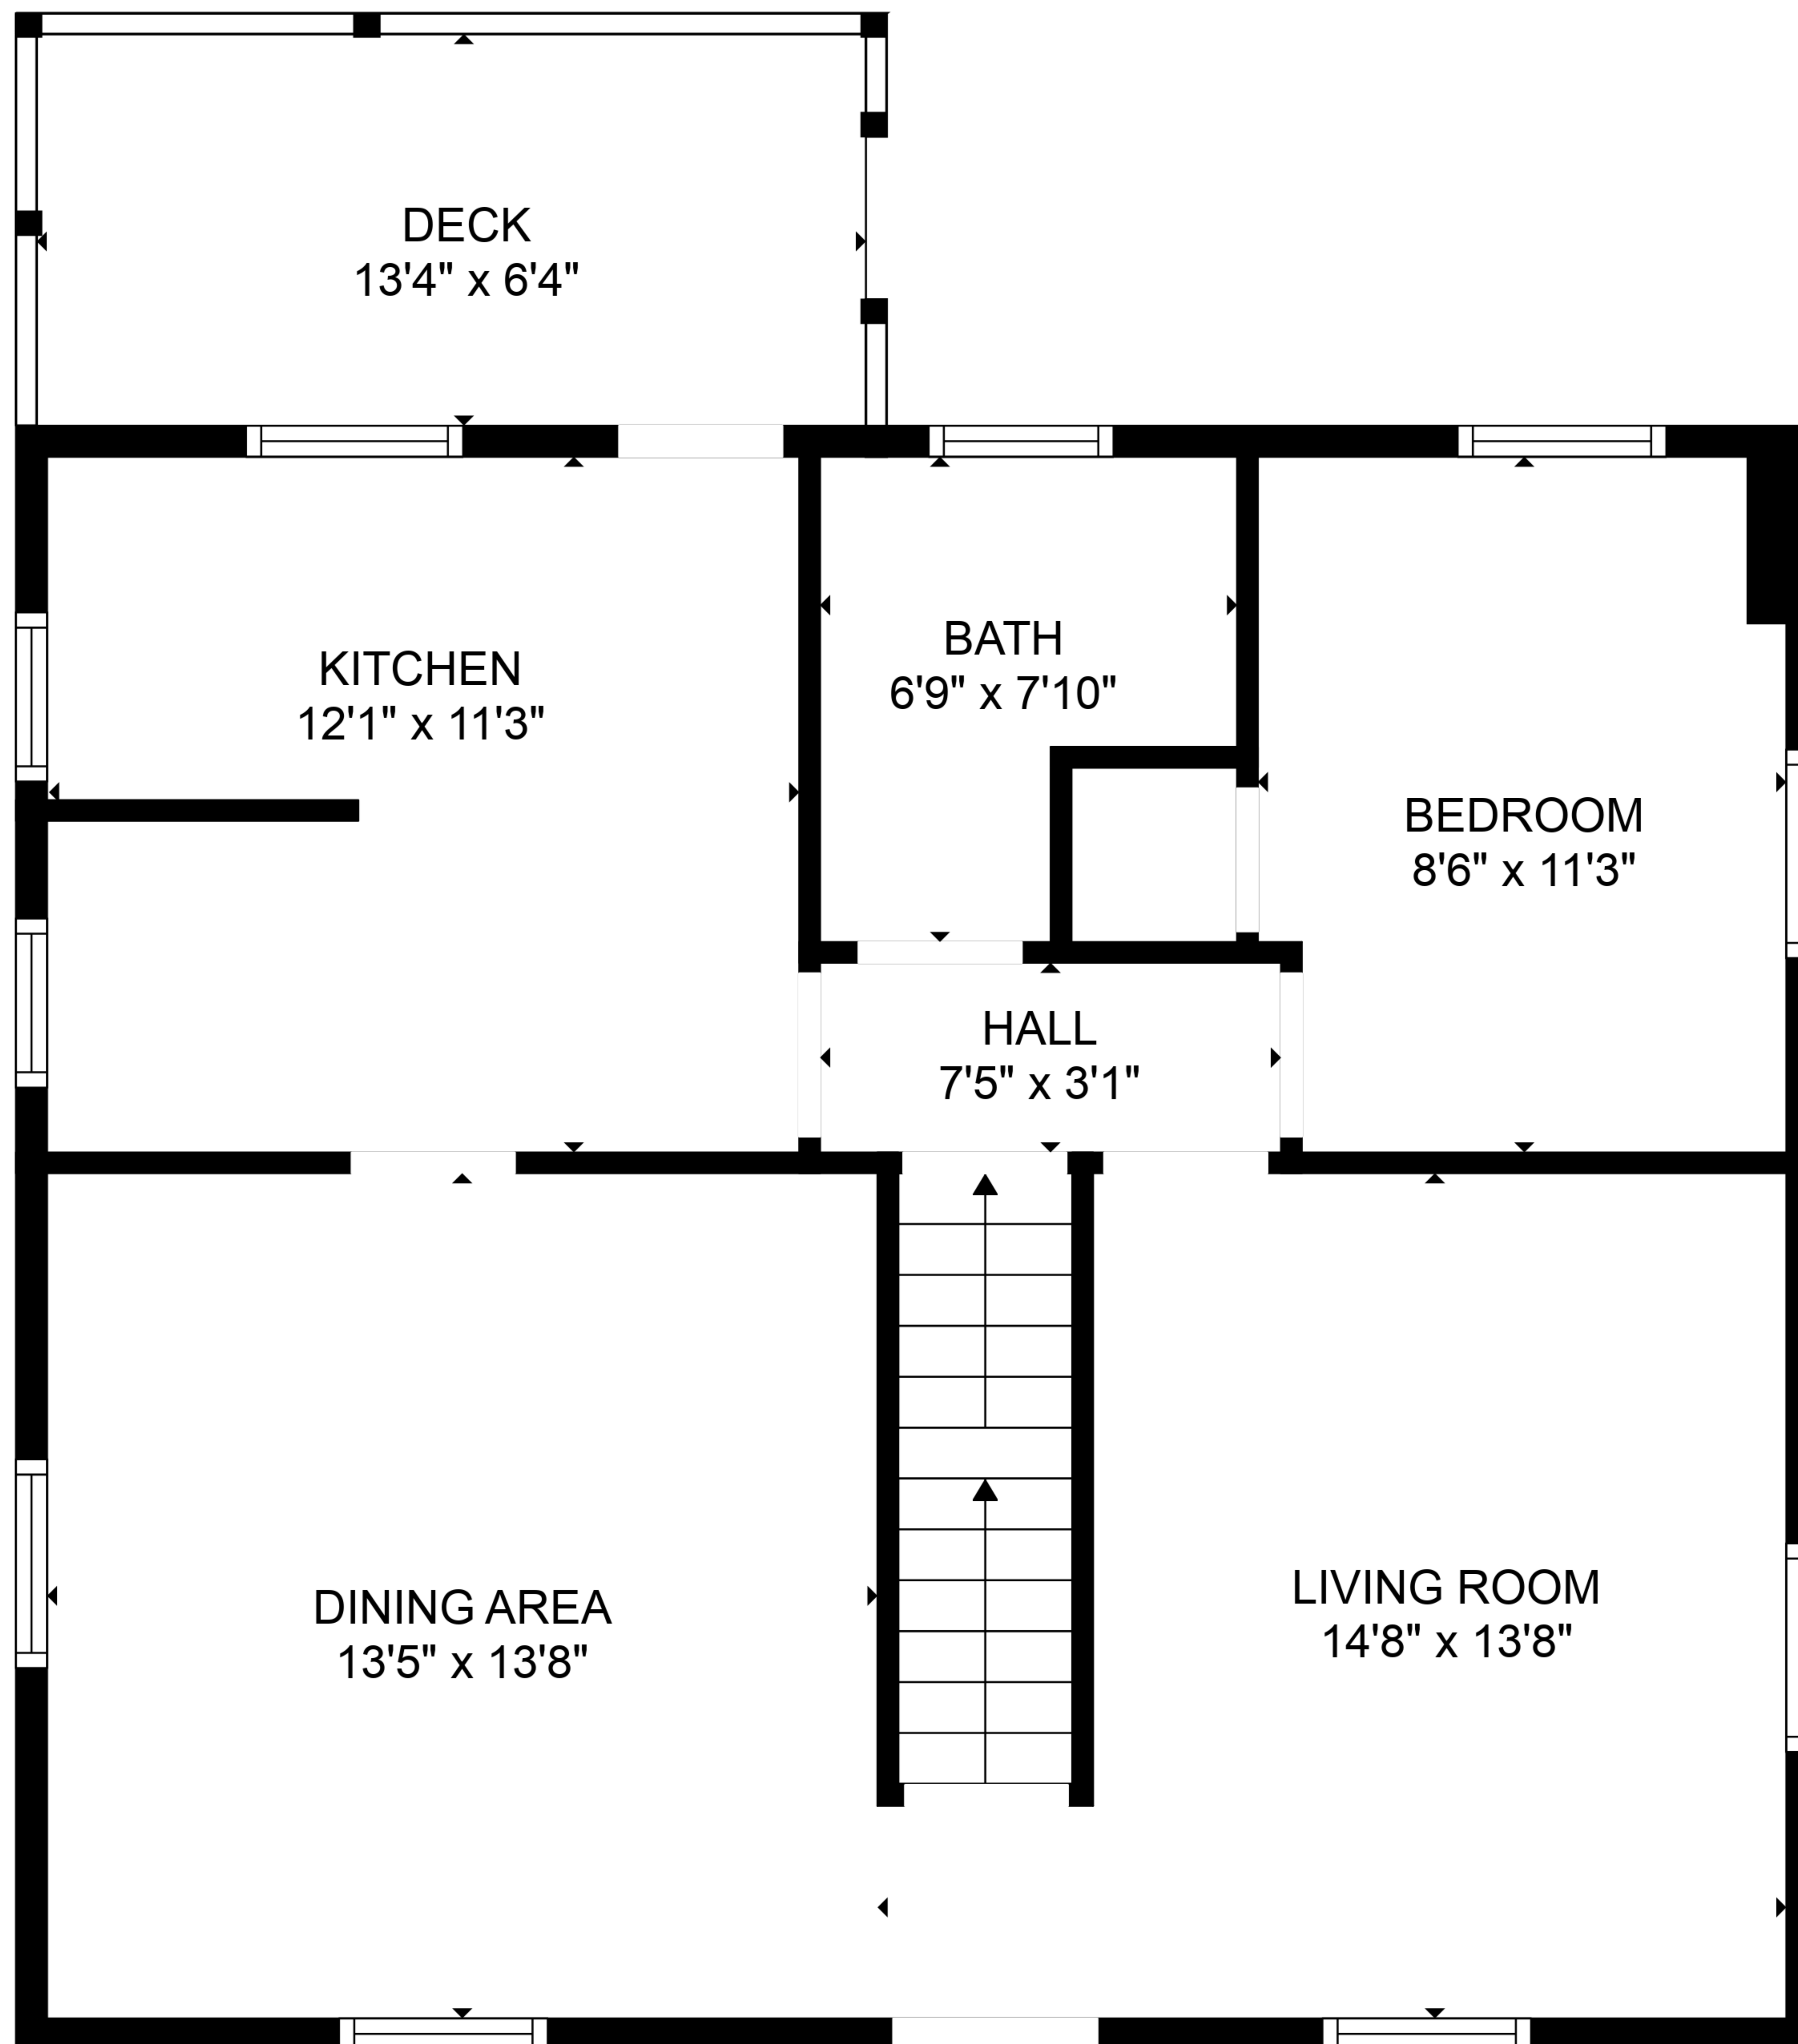 DECK
13'4" x 6'4"
KITCHEN
12'1" x 11'3"
BATH
6'9" x 7'10"
BEDROOM
8'6" x 11'3"
HALL
7'5" x 3'1"
DINING AREA
13'5" x 13'8"
LIVING ROOM
14'8" x 13'8"